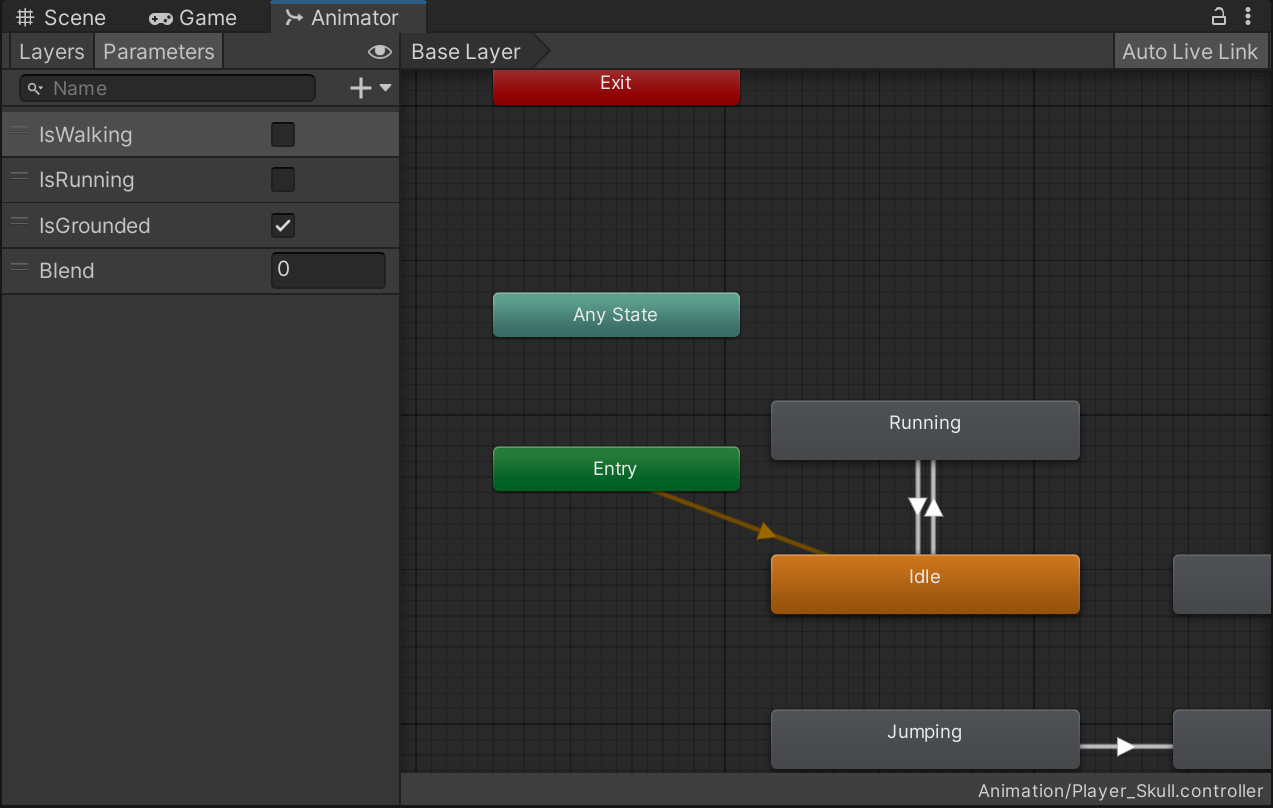 Scene Game Animator
Layers Parameters Base Layer Auto Live Link
Name
IsWalking
IsRunning
IsGrounded
Blend 0
Exit
Any State
Running
Entry
Idle
Jumping
Animation/Player_Skull.controller